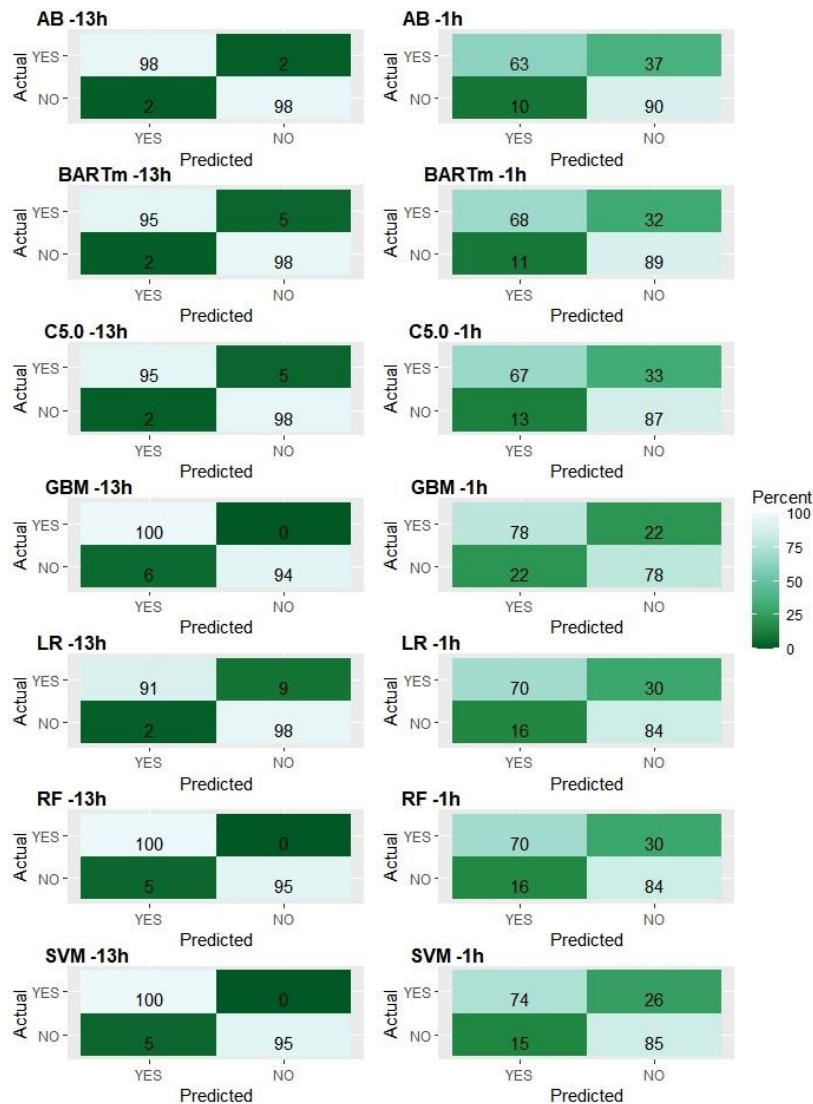 AB -13h
Actual
YES
98
2
NO
2
98
YES
NO
Predicted
AB -1h
Actual
YES
63
37
NO
10
90
YES
NO
Predicted
BARTm -13h
Actual
YES
95
5
NO
2
98
YES
NO
Predicted
BARTm -1h
Actual
YES
68
32
NO
11
89
YES
NO
Predicted
C5.0 -13h
Actual
YES
95
5
NO
2
98
YES
NO
Predicted
C5.0 -1h
Actual
YES
67
33
NO
13
87
YES
NO
Predicted
GBM -13h
Actual
YES
100
0
NO
6
94
YES
NO
Predicted
GBM -1h
Actual
YES
78
22
NO
22
78
YES
NO
Predicted
Percent
100
75
50
25
0
LR -13h
Actual
YES
91
9
NO
2
98
YES
NO
Predicted
LR -1h
Actual
YES
70
30
NO
16
84
YES
NO
Predicted
RF -13h
Actual
YES
100
0
NO
5
95
YES
NO
Predicted
RF -1h
Actual
YES
70
30
NO
16
84
YES
NO
Predicted
SVM -13h
Actual
YES
100
0
NO
5
95
YES
NO
Predicted
SVM -1h
Actual
YES
74
26
NO
15
85
YES
NO
Predicted